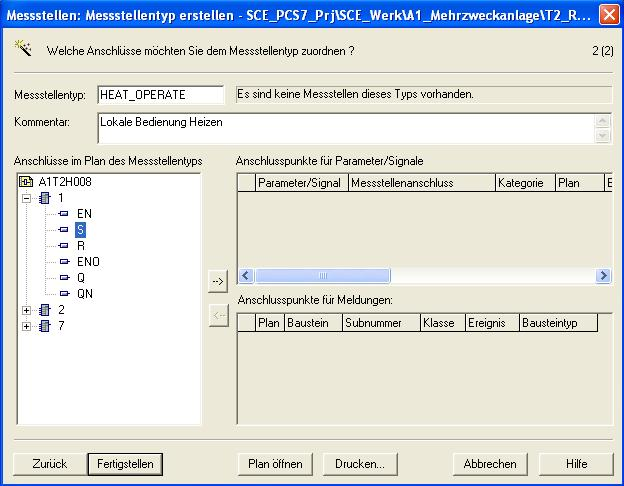 Messstellen: Messstellentyp erstellen - SCE_PCS7_Prj\SCE_Werk\A1_Mehrzweckanlage\T2_R...
Welche Anschlüsse möchten Sie dem Messstellentyp zuordnen ?
2 (2)
Messstellentyp:
HEAT_OPERATE
Es sind keine Messstellen dieses Typs vorhanden.
Kommentar:
Lokale Bedienung Heizen
Anschlüsse im Plan des Messstellentyps
A1T2H008
1
EN
S
R
ENO
Q
QN
2
7
-->
<--
Anschlusspunkte für Parameter/Signale
Parameter/Signal Messstellenanschluss Kategorie Plan E
Anschlusspunkte für Meldungen:
Plan Baustein Subnummer Klasse Ereignis Bausteintyp
Zurück
Fertigstellen
Plan öffnen
Drucken...
Abbrechen
Hilfe